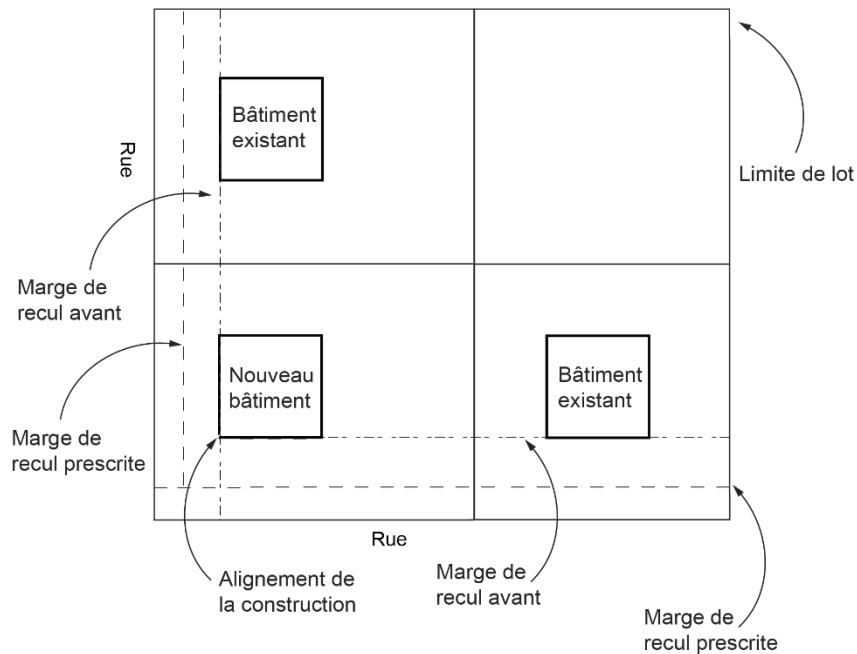 Bâtiment
existant
Rue
Limite de lot
Marge de
recul avant
Nouveau
bâtiment
Bâtiment
existant
Marge de
recul prescrite
Rue
Alignement de
la construction
Marge de
recul avant
Marge de
recul prescrite